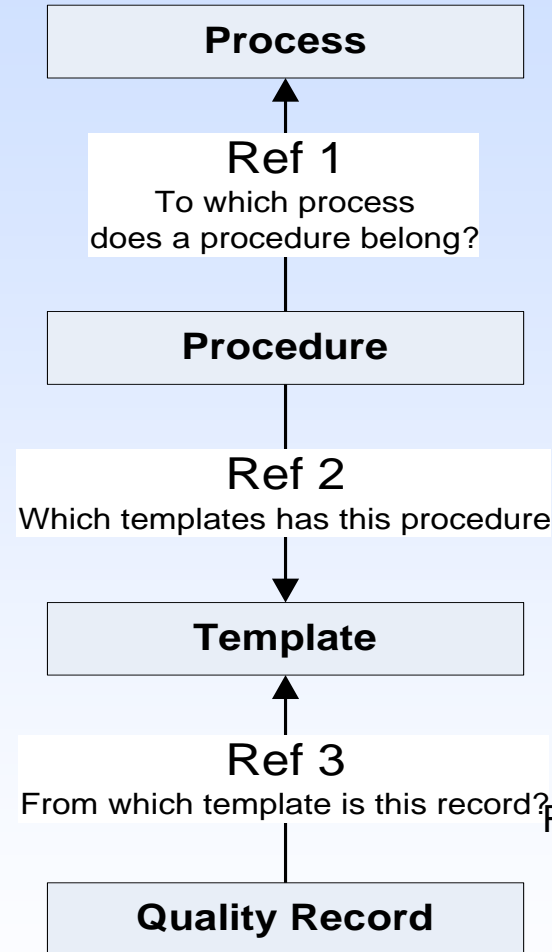 Process
Ref 1
To which process
does a procedure belong?
Procedure
Ref 2
Which templates has this procedure
Template
Ref 3
From which template is this record?
Quality Record